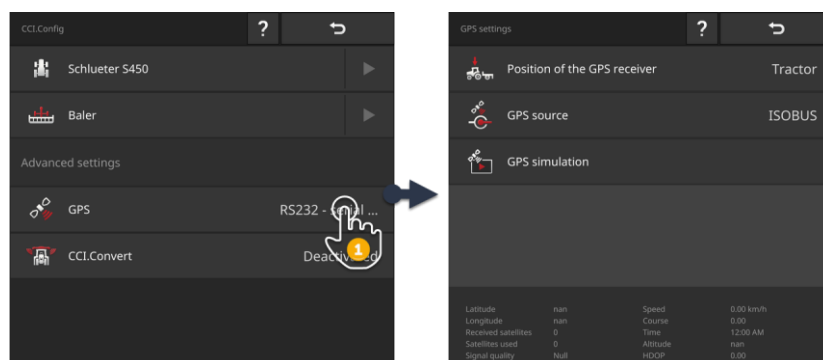 CCI.Config ?
Schlueter S450
Baler
Advanced settings
GPS RS232 - serial ...
CCI.Convert Deactivated
1
GPS settings ?
Position of the GPS receiver Tractor
GPS source ISOBUS
GPS simulation
Latitude nan Speed 0.00 km/h
Longitude nan Course 0.00
Received satellites 0 Time 12:00 AM
Satellites used 0 Altitude nan
Signal quality Null HDOP 0.00